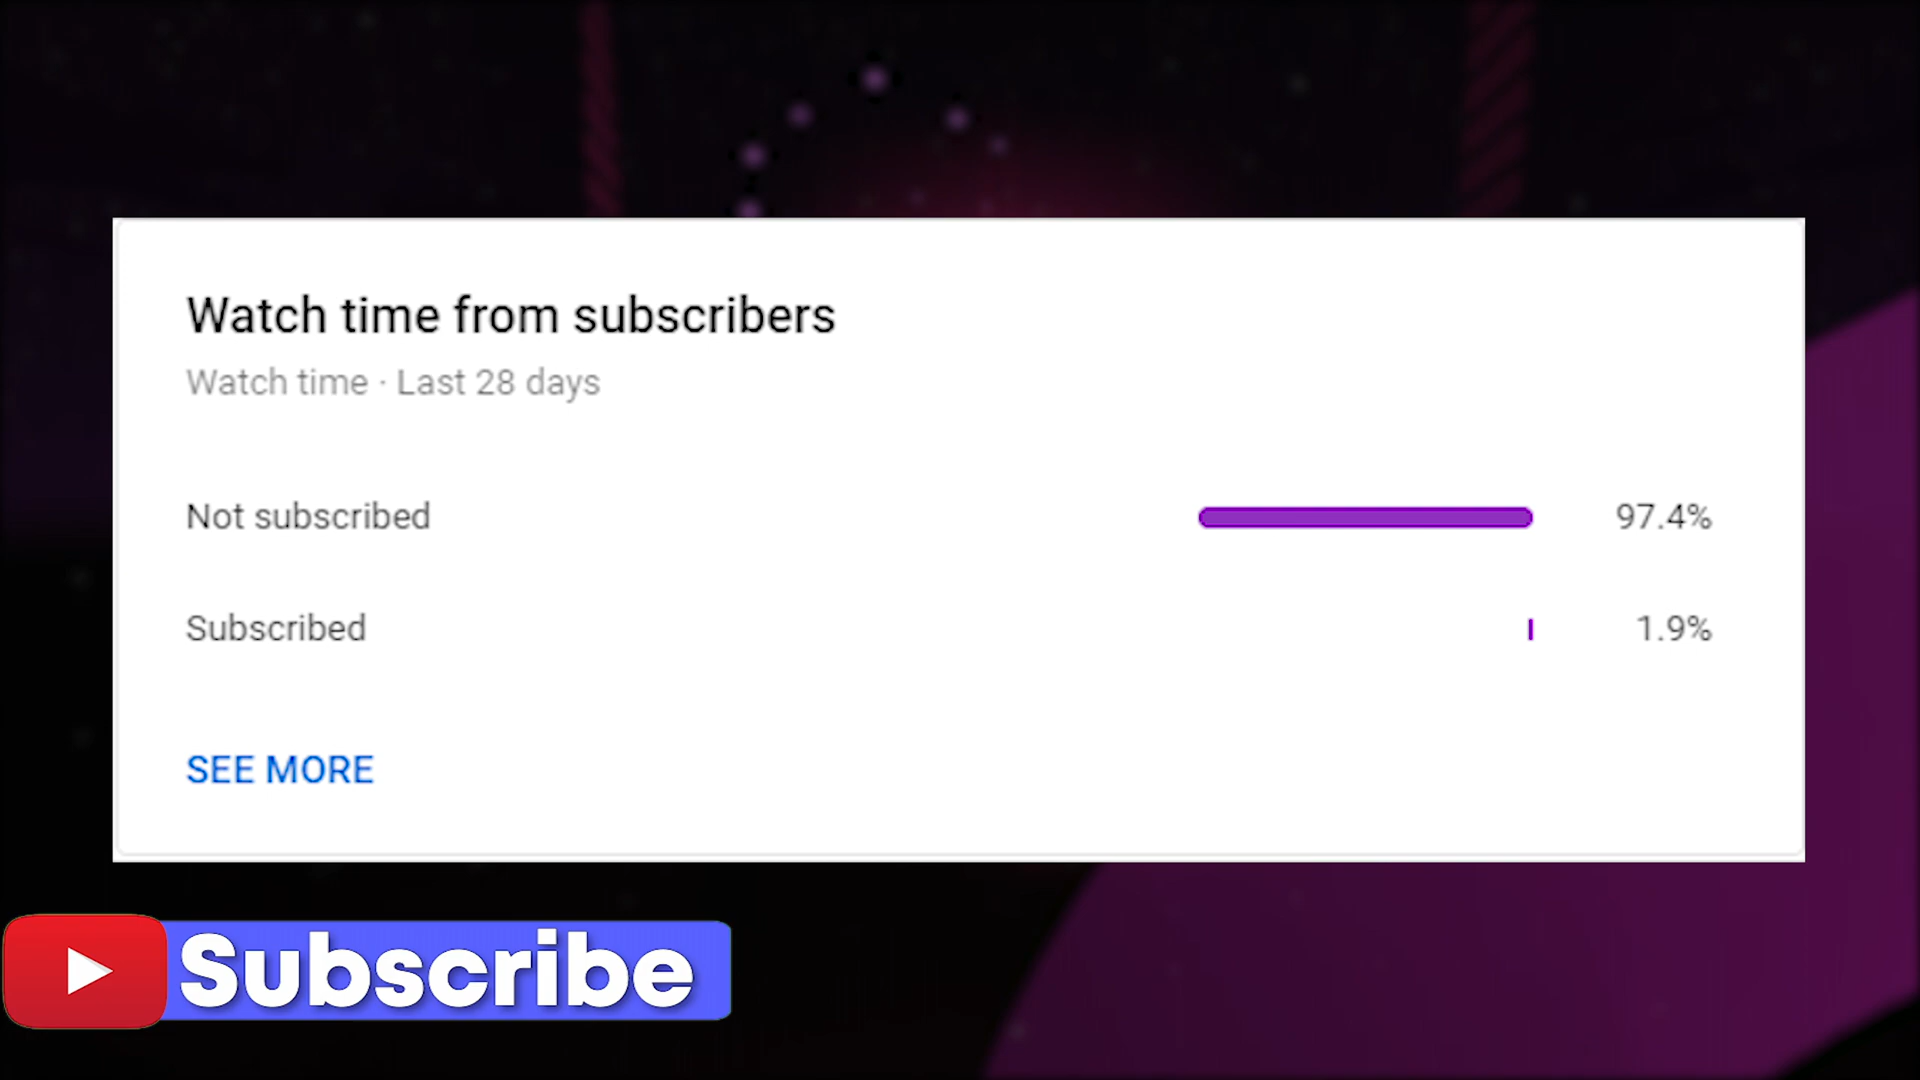 Watch time from subscribers
Watch time · Last 28 days
Not subscribed 97.4%
Subscribed 1.9%
SEE MORE
Subscribe